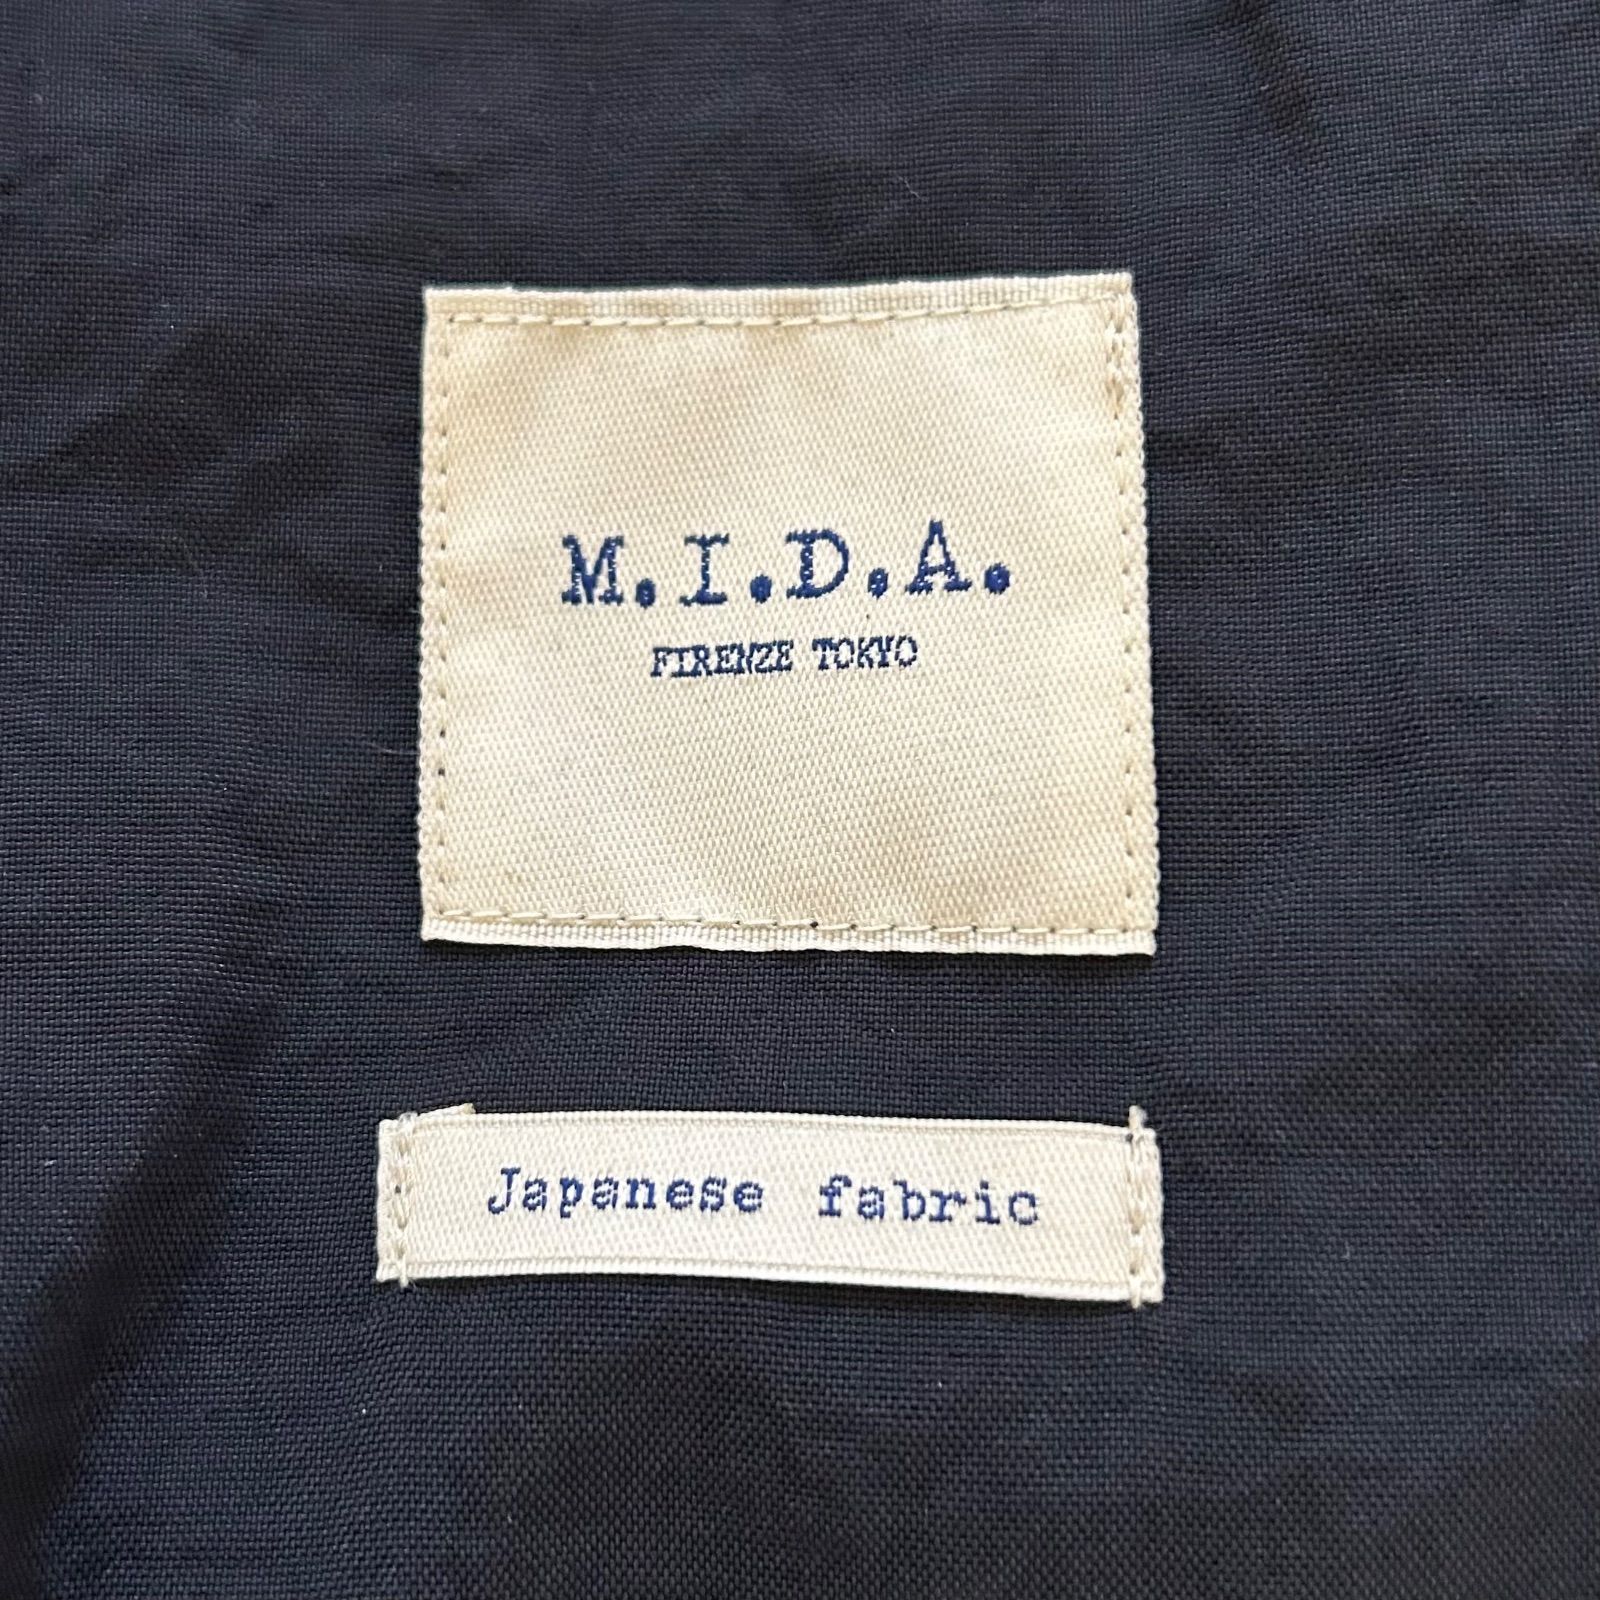 M.I.D.A.
FIRENZE TOKYO
Japanese fabric